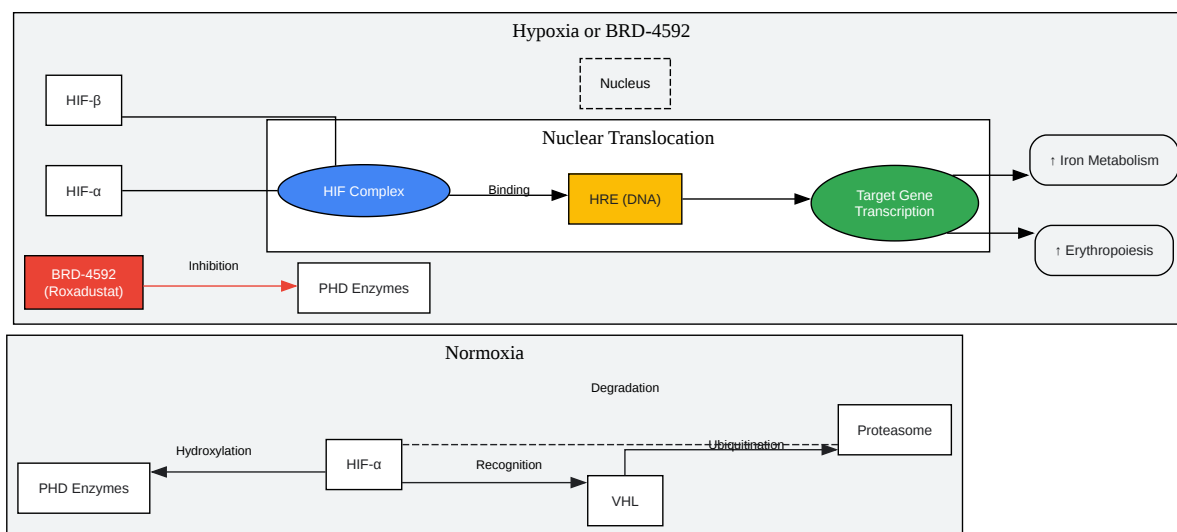 Hypoxia or BRD-4592
Nucleus
HIF-β
Nuclear Translocation
HIF-α
HIF Complex
Binding
HRE (DNA)
Target Gene
Transcription
↑ Iron Metabolism
↑ Erythropoiesis
BRD-4592
(Roxadustat)
Inhibition
PHD Enzymes
Normoxia
Degradation
Proteasome
Ubiquitination
Hydroxylation
HIF-α
Recognition
PHD Enzymes
VHL